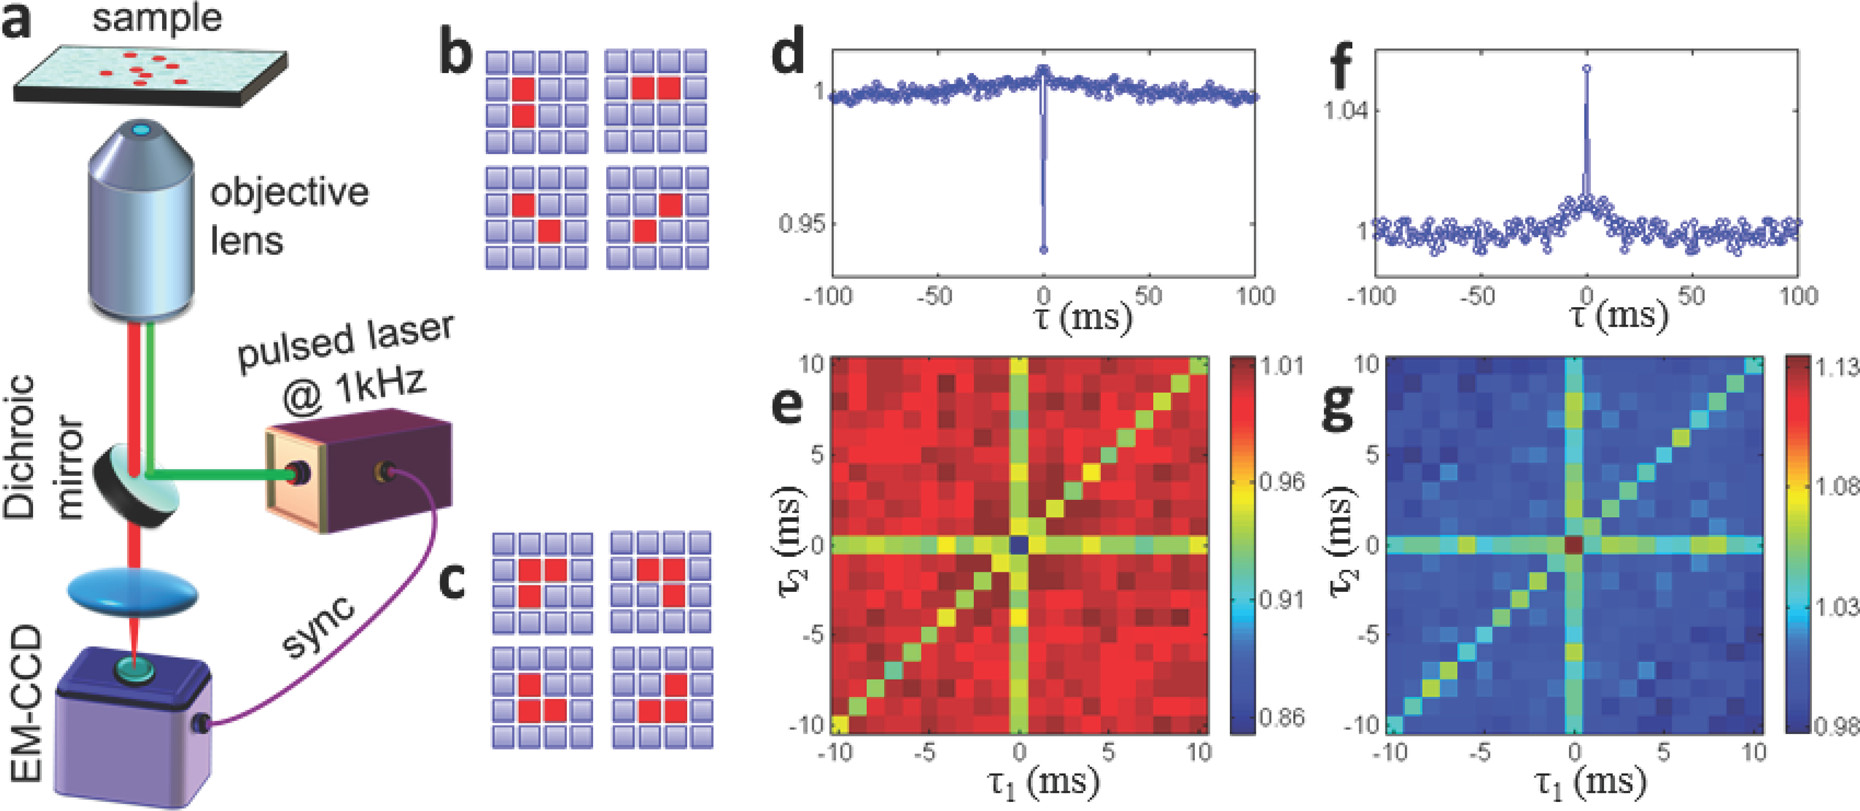 a
sample
objective
lens
pulsed laser
@ 1kHz
Dichroic
mirror
sync
EM-CCD
b
c
d
1
0.95
-100
-50
0
50
100
τ (ms)
f
1.04
1
-100
-50
0
50
100
τ (ms)
e
10
5
0
-5
-10
τ2 (ms)
-10
-5
0
5
10
τ1 (ms)
1.01
0.96
0.91
0.86
g
10
5
0
-5
-10
τ2 (ms)
-10
-5
0
5
10
τ1 (ms)
1.13
1.08
1.03
0.98